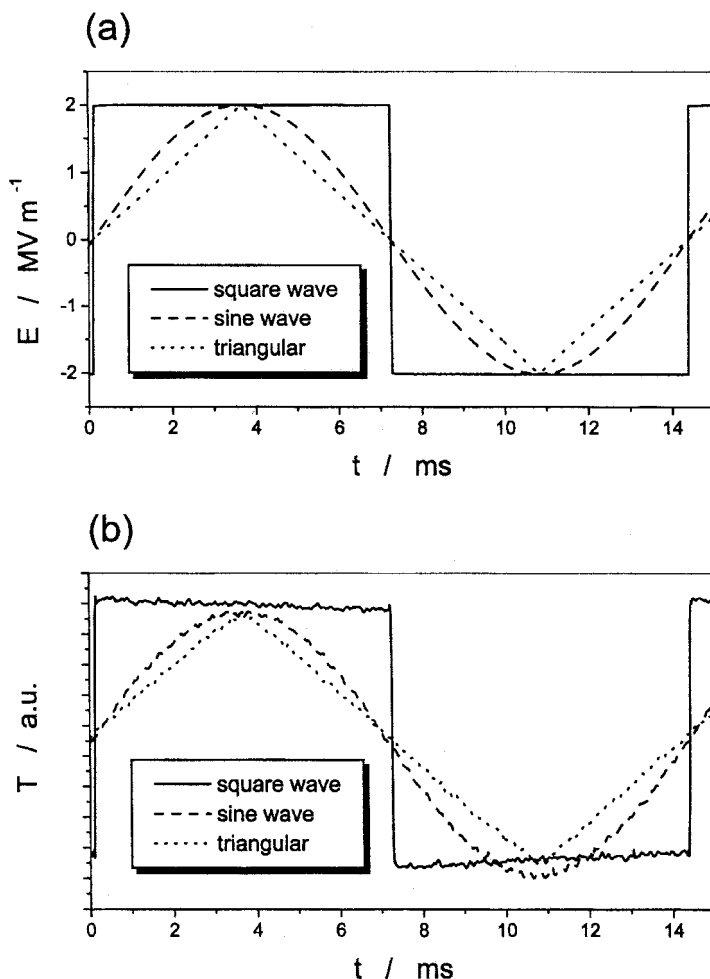 (a)
2
1
0
-1
-2
E / MV m⁻¹
square wave
sine wave
triangular
0 2 4 6 8 10 12 14
t / ms
(b)
T / a.u.
square wave
sine wave
triangular
0 2 4 6 8 10 12 14
t / ms